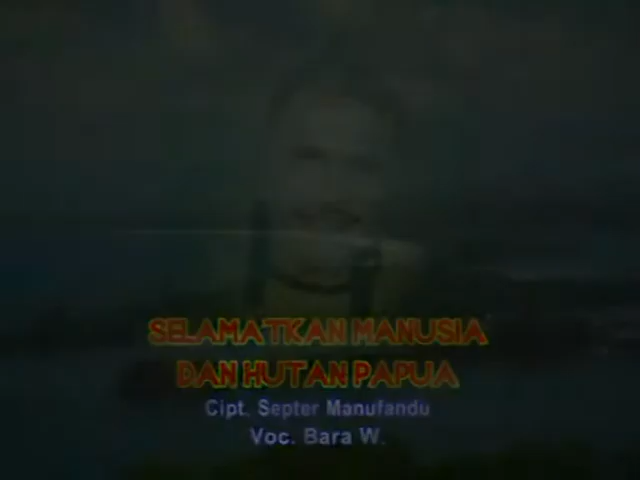 SELAMATKAN MANUSIA
DAN HUTAN PAPUA
Cipt. Septer Manufandu
Voc. Bara W.